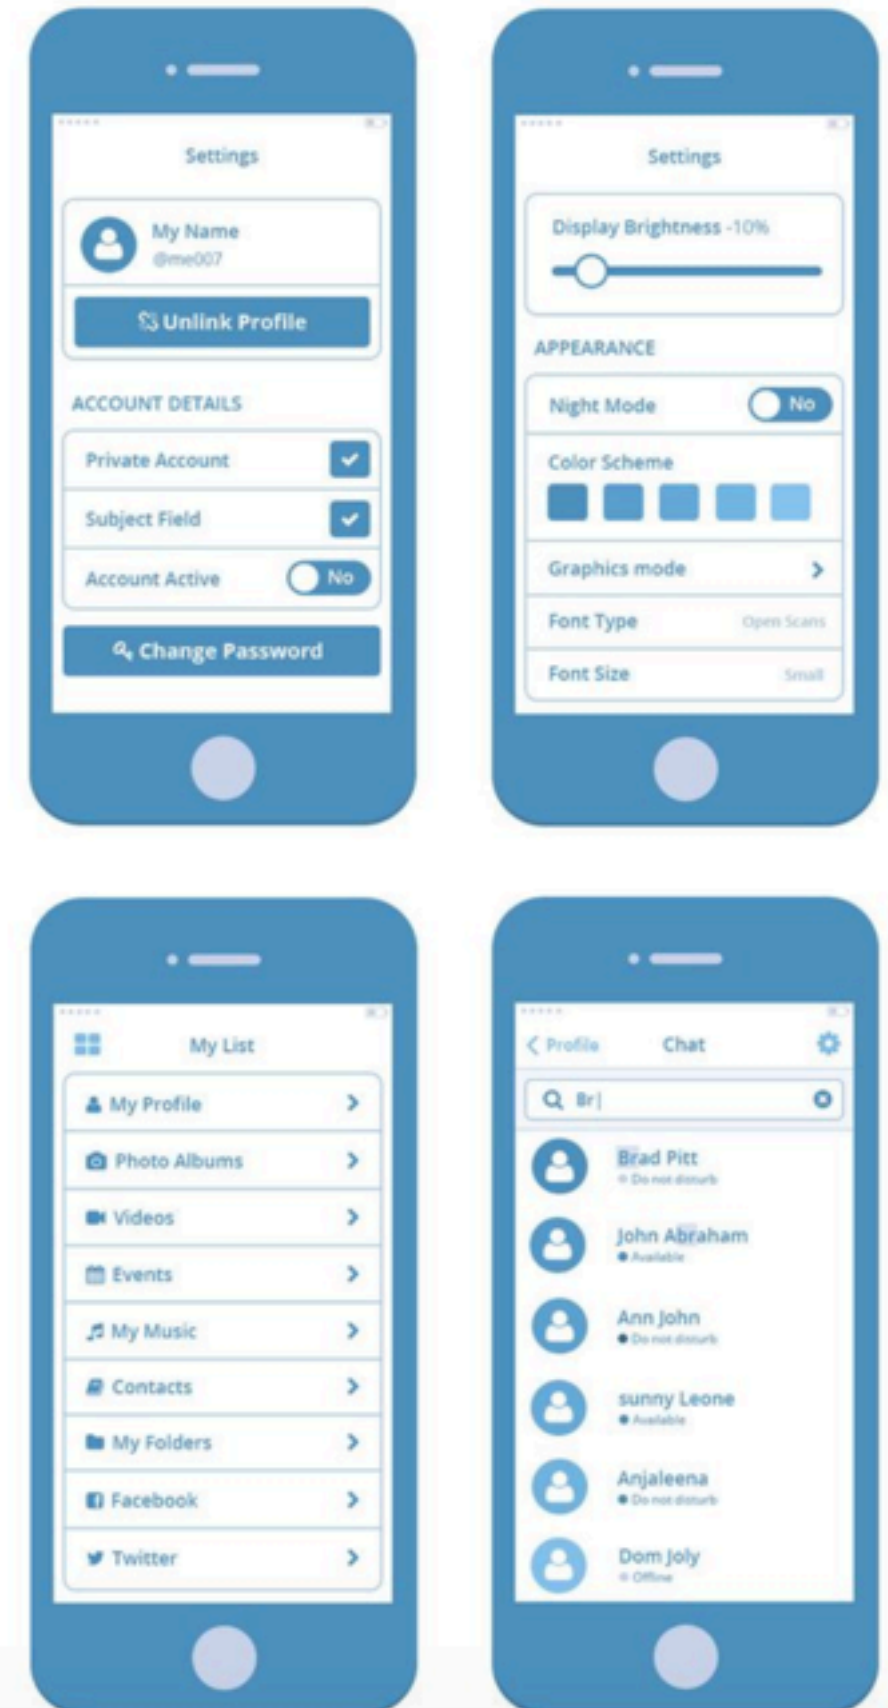 Settings
My Name
@me007
Unlink Profile
ACCOUNT DETAILS
Private Account
Subject Field
Account Active No
Change Password
Settings
Display Brightness -10%
APPEARANCE
Night Mode No
Color Scheme
Graphics mode
Font Type Open Scans
Font Size Small
My List
My Profile
Photo Albums
Videos
Events
My Music
Contacts
My Folders
Facebook
Twitter
Profile Chat
Br
Brad Pitt
Do not disturb
John Abraham
Available
Ann John
Do not disturb
sunny Leone
Available
Anjaleena
Do not disturb
Dom Joly
Offline